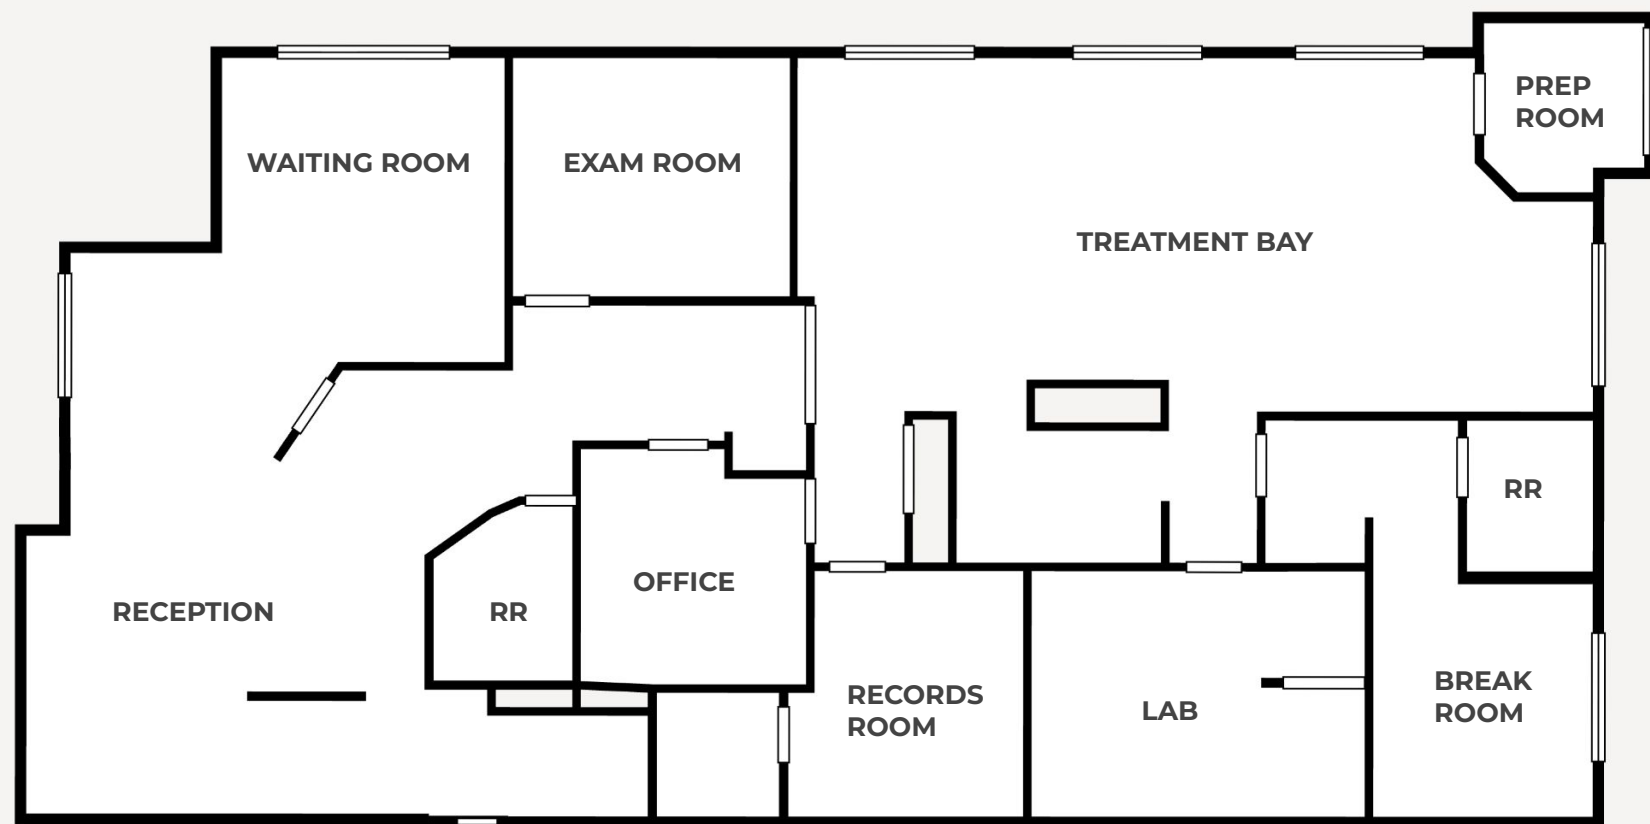 PREP
ROOM
WAITING ROOM
EXAM ROOM
TREATMENT BAY
RR
OFFICE
RECEPTION
RR
RECORDS
ROOM
LAB
BREAK
ROOM